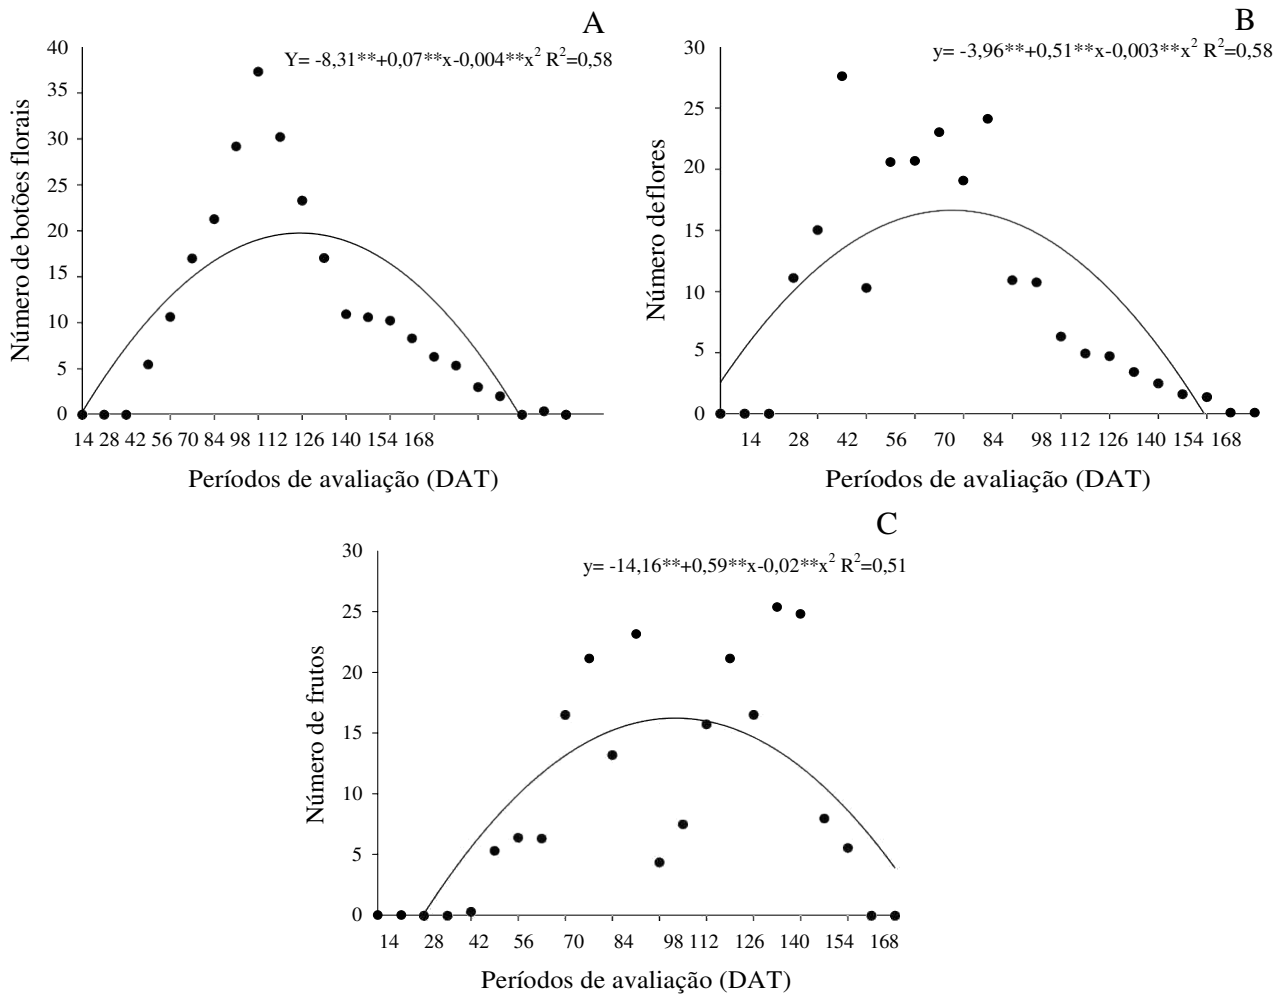 A
Y= -8,31**+0,07**x-0,004**x² R²=0,58
40
35
30
25
20
15
10
5
0
Número de botões florais
14 28 42 56 70 84 98 112 126 140 154 168
Períodos de avaliação (DAT)
B
y= -3,96**+0,51**x-0,003**x² R²=0,58
30
25
20
15
10
5
0
Número deflores
14 28 42 56 70 84 98 112 126 140 154 168
Períodos de avaliação (DAT)
C
y= -14,16**+0,59**x-0,02**x² R²=0,51
30
25
20
15
10
5
0
Número de frutos
14 28 42 56 70 84 98 112 126 140 154 168
Períodos de avaliação (DAT)